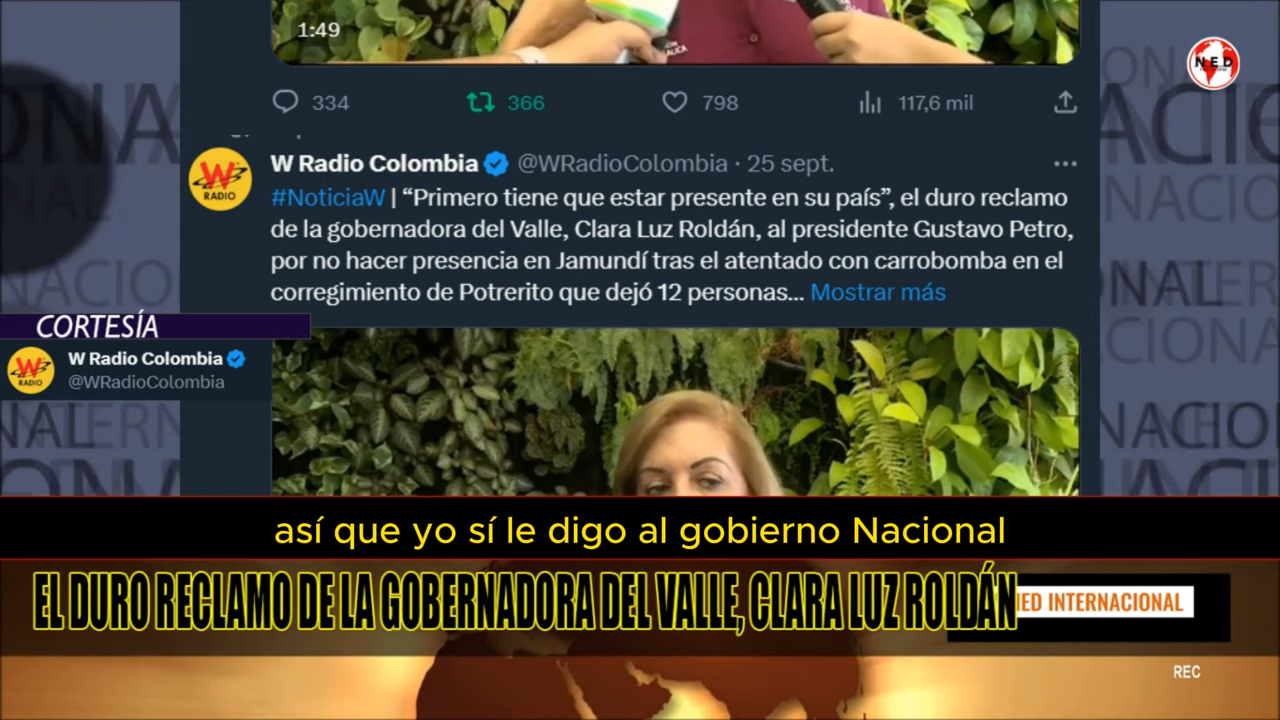 1:49
NED
334
366
798
117,6 mil
W Radio Colombia @WRadioColombia · 25 sept.
#NoticiaW | “Primero tiene que estar presente en su país”, el duro reclamo
de la gobernadora del Valle, Clara Luz Roldán, al presidente Gustavo Petro,
por no hacer presencia en Jamundí tras el atentado con carrobomba en el
corregimiento de Potrerito que dejó 12 personas... Mostrar más
W
RADIO
CORTESÍA
W Radio Colombia
@WRadioColombia
W
RADIO
así que yo sí le digo al gobierno Nacional
EL DURO RECLAMO DE LA GOBERNADORA DEL VALLE, CLARA LUZ ROLDÁN
NED INTERNACIONAL
REC